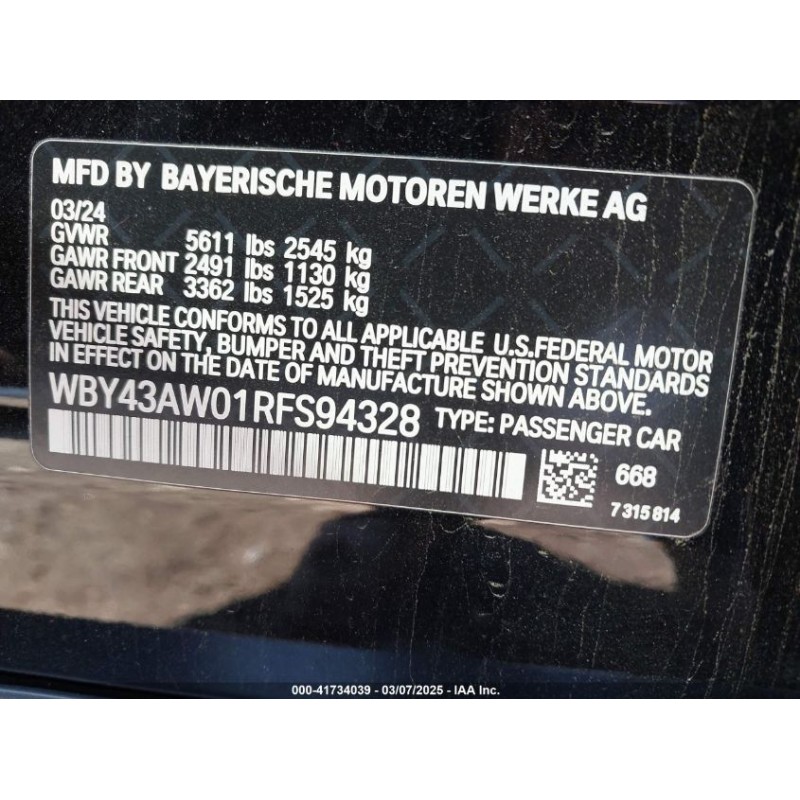 MFD BY BAYERISCHE MOTOREN WERKE AG
03/24
GVWR 5611 lbs 2545 kg
GAWR FRONT 2491 lbs 1130 kg
GAWR REAR 3362 lbs 1525 kg
THIS VEHICLE CONFORMS TO ALL APPLICABLE U.S.FEDERAL MOTOR
VEHICLE SAFETY, BUMPER AND THEFT PREVENTION STANDARDS
IN EFFECT ON THE DATE OF MANUFACTURE SHOWN ABOVE.
WBY43AW01RFS94328 TYPE: PASSENGER CAR
668
7 315 814
000-41734039 - 03/07/2025 - IAA Inc.